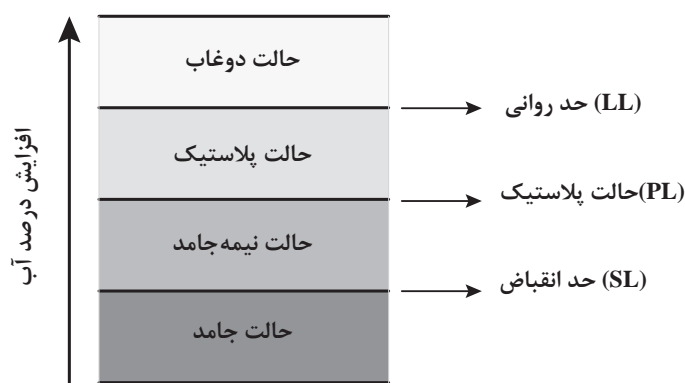 حالت دوغاب
حد روانی (LL)
حالت پلاستیک
حالت پلاستیک(PL)
حالت نیمه‌جامد
حد انقباض (SL)
حالت جامد
افزایش درصد آب